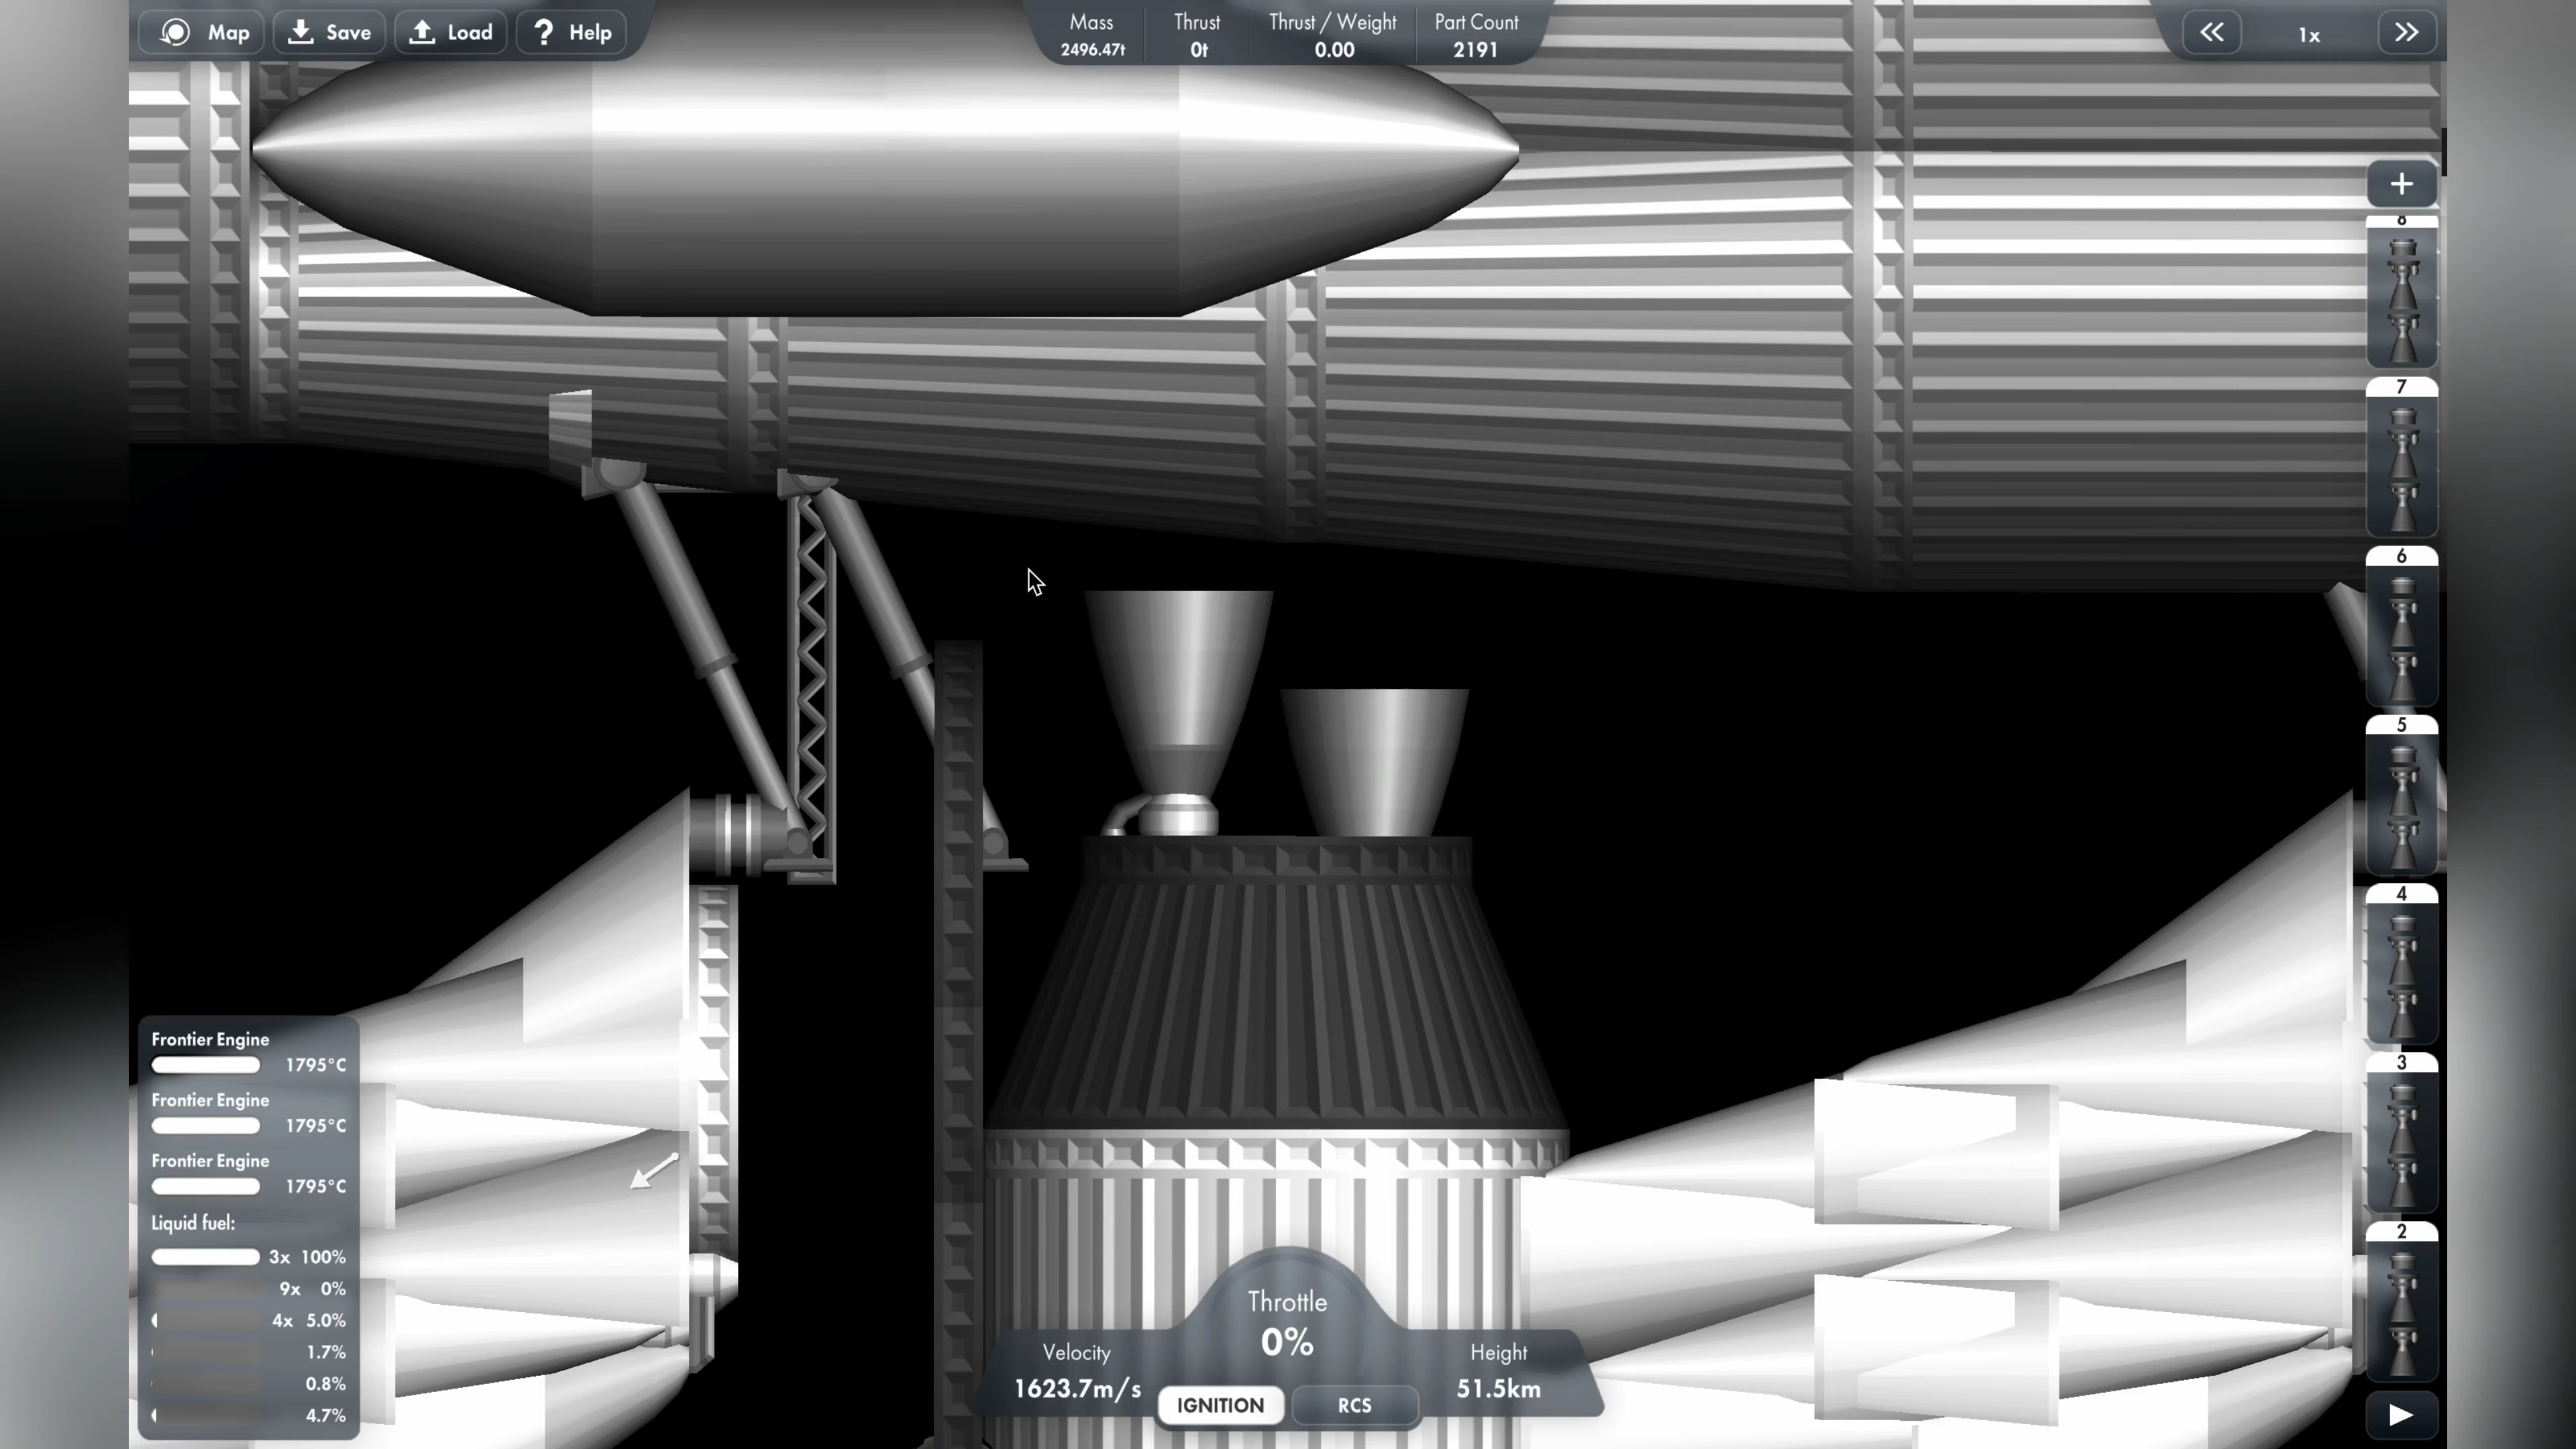 Map Save Load Help
Mass Thrust Thrust / Weight Part Count
2496.47t 0t 0.00 2191
1x
8
7
6
5
4
3
2
Frontier Engine
1795°C
Frontier Engine
1795°C
Frontier Engine
1795°C
Liquid fuel:
3x 100%
9x 0%
4x 5.0%
1.7%
0.8%
4.7%
Throttle
0%
Velocity
1623.7m/s
Height
51.5km
IGNITION RCS